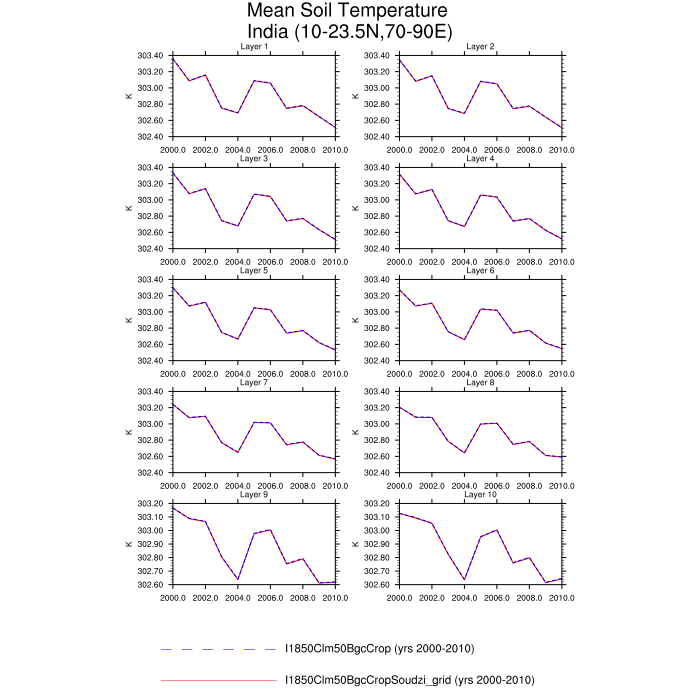 Mean Soil Temperature
India (10-23.5N,70-90E)
Layer 1
303.40
303.20
303.00
302.80
302.60
302.40
K
2000.0 2002.0 2004.0 2006.0 2008.0 2010.0
Layer 2
303.40
303.20
303.00
302.80
302.60
302.40
K
2000.0 2002.0 2004.0 2006.0 2008.0 2010.0
Layer 3
303.40
303.20
303.00
302.80
302.60
302.40
K
2000.0 2002.0 2004.0 2006.0 2008.0 2010.0
Layer 4
303.40
303.20
303.00
302.80
302.60
302.40
K
2000.0 2002.0 2004.0 2006.0 2008.0 2010.0
Layer 5
303.40
303.20
303.00
302.80
302.60
302.40
K
2000.0 2002.0 2004.0 2006.0 2008.0 2010.0
Layer 6
303.40
303.20
303.00
302.80
302.60
302.40
K
2000.0 2002.0 2004.0 2006.0 2008.0 2010.0
Layer 7
303.40
303.20
303.00
302.80
302.60
302.40
K
2000.0 2002.0 2004.0 2006.0 2008.0 2010.0
Layer 8
303.40
303.20
303.00
302.80
302.60
302.40
K
2000.0 2002.0 2004.0 2006.0 2008.0 2010.0
Layer 9
303.20
303.10
303.00
302.90
302.80
302.70
302.60
K
2000.0 2002.0 2004.0 2006.0 2008.0 2010.0
Layer 10
303.20
303.10
303.00
302.90
302.80
302.70
302.60
K
2000.0 2002.0 2004.0 2006.0 2008.0 2010.0
I1850Clm50BgcCrop (yrs 2000-2010)
I1850Clm50BgcCropSoudzi_grid (yrs 2000-2010)